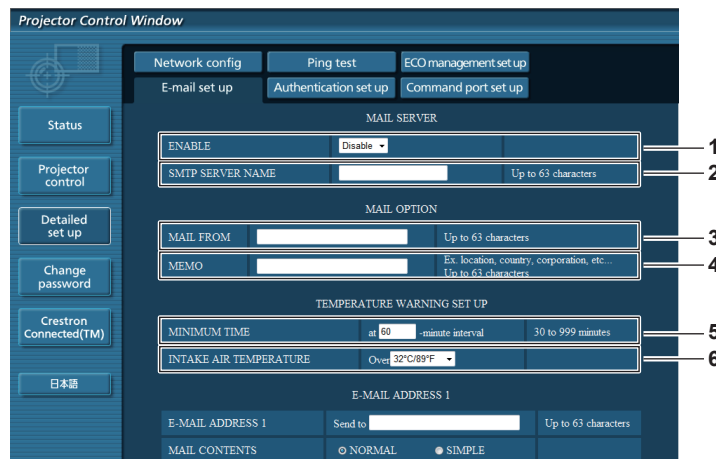 Projector Control Window
Network config
Ping test
ECO management set up
E-mail set up
Authentication set up
Command port set up
Status
Projector
control
Detailed
set up
Change
password
Crestron
Connected(TM)
日本語
MAIL SERVER
ENABLE Disable 1
SMTP SERVER NAME Up to 63 characters 2
MAIL OPTION
MAIL FROM Up to 63 characters 3
MEMO Ex. location, country, corporation, etc... 4
Up to 63 characters
TEMPERATURE WARNING SET UP
MINIMUM TIME at 60 -minute interval 30 to 999 minutes 5
INTAKE AIR TEMPERATURE Over 32°C/89°F 6
E-MAIL ADDRESS 1
E-MAIL ADDRESS 1 Send to Up to 63 characters
MAIL CONTENTS NORMAL SIMPLE